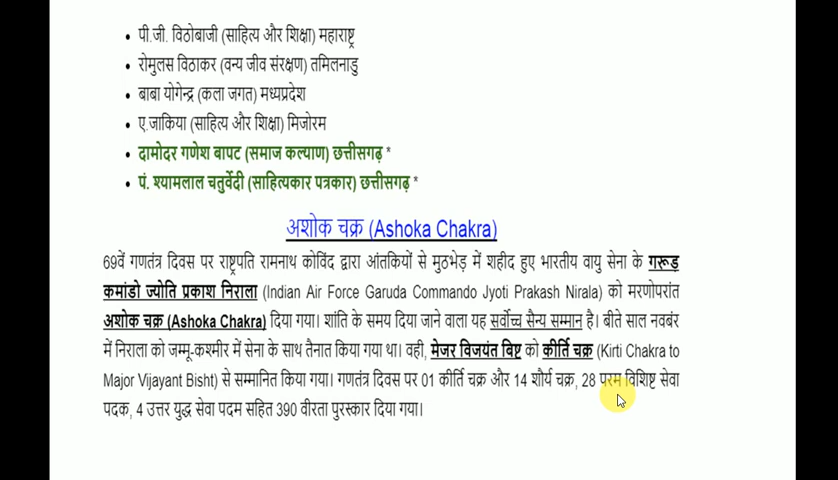 • पी.जी. विठोबाजी (साहित्य और शिक्षा) महाराष्ट्र
• रोमुलस विठाकर (वन्य जीव संरक्षण) तमिलनाडु
• बाबा योगेन्द्र (कला जगत) मध्यप्रदेश
• ए.जाकिया (साहित्य और शिक्षा) मिजोरम
• दामोदर गणेश बापट (समाज कल्याण) छत्तीसगढ़ *
• पं. श्यामलाल चतुर्वेदी (साहित्यकार पत्रकार) छत्तीसगढ़ *
अशोक चक्र (Ashoka Chakra)
69वें गणतंत्र दिवस पर राष्ट्रपति रामनाथ कोविंद द्वारा आंतकियों से मुठभेड़ में शहीद हुए भारतीय वायु सेना के गरूड़
कमांडो ज्योति प्रकाश निराला (Indian Air Force Garuda Commando Jyoti Prakash Nirala) को मरणोपरांत
अशोक चक्र (Ashoka Chakra) दिया गया। शांति के समय दिया जाने वाला यह सर्वोच्च सैन्य सम्मान है। बीते साल नवबंर
में निराला को जम्मू-कश्मीर में सेना के साथ तैनात किया गया था। वही, मेजर विजयंत बिष्ट को कीर्ति चक्र (Kirti Chakra to
Major Vijayant Bisht) से सम्मानित किया गया। गणतंत्र दिवस पर 01 कीर्ति चक्र और 14 शौर्य चक्र, 28 परम विशिष्ट सेवा
पदक, 4 उत्तर युद्ध सेवा पदम सहित 390 वीरता पुरस्कार दिया गया।